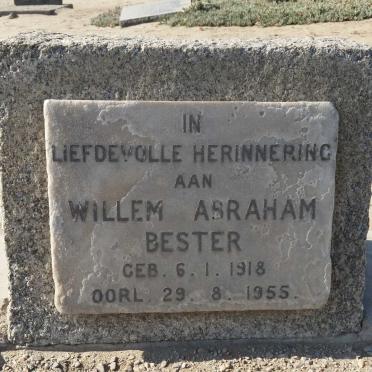 IN
LIEFDEVOLLE HERINNERING
AAN
WILLEM ABRAHAM
BESTER
GEB. 6. 1. 1918
OORL. 29. 8. 1955.